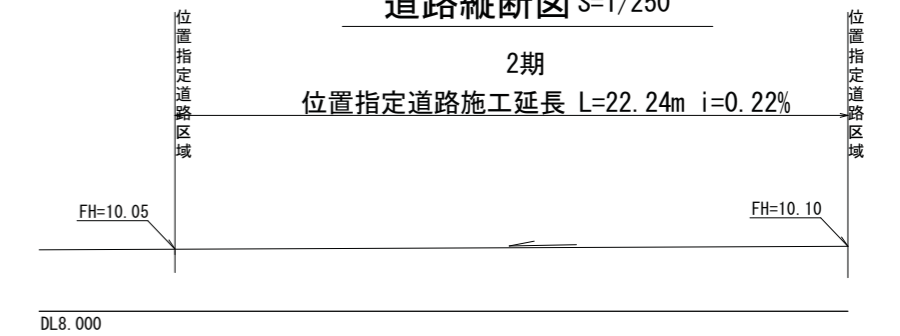 道路縦断図 S=1/250
2期
位置指定道路施工延長 L=22.24m i=0.22%
位置指定道路区域
位置指定道路区域
FH=10.05
FH=10.10
DL8.000